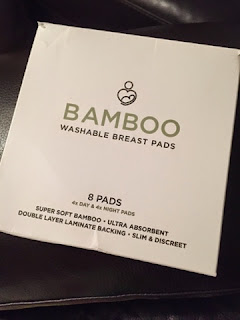 BAMBOO
WASHABLE BREAST PADS
8 PADS
4x DAY & 4x NIGHT PADS
SUPER SOFT BAMBOO • ULTRA ABSORBENT
DOUBLE LAYER LAMINATE BACKING • SLIM & DISCREET